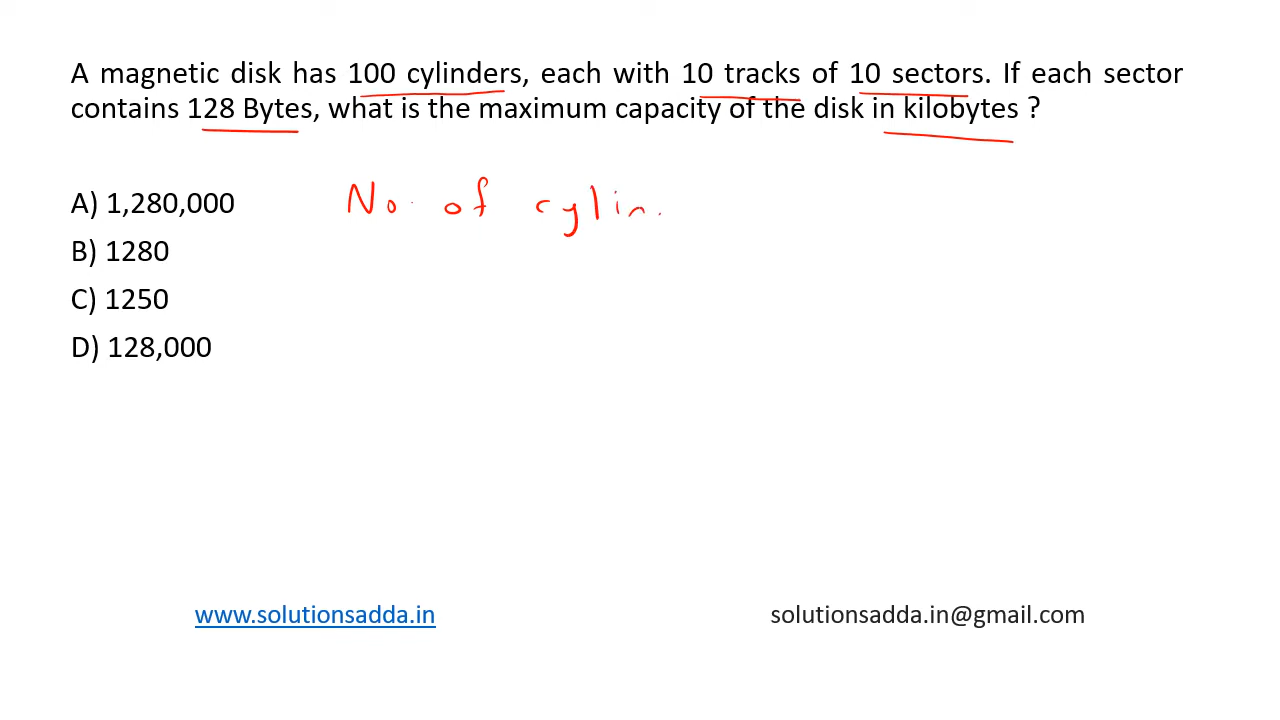 A magnetic disk has 100 cylinders, each with 10 tracks of 10 sectors. If each sector
contains 128 Bytes, what is the maximum capacity of the disk in kilobytes ?
A) 1,280,000
No. of cylin.
B) 1280
C) 1250
D) 128,000
www.solutionsadda.in
solutionsadda.in@gmail.com